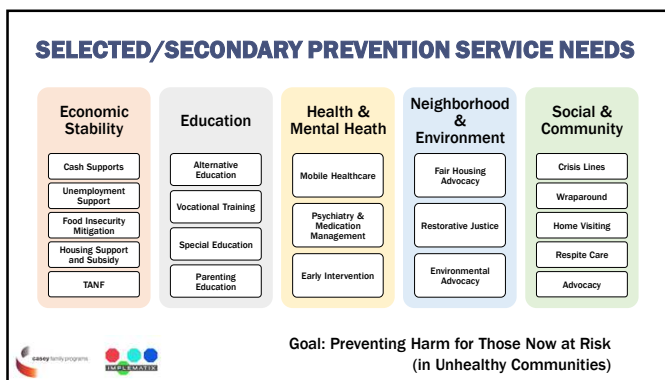 SELECTED/SECONDARY PREVENTION SERVICE NEEDS
Economic
Stability
Cash Supports
Unemployment
Support
Food Insecurity
Mitigation
Housing Support
and Subsidy
TANF
Education
Alternative
Education
Vocational Training
Special Education
Parenting
Education
Health &
Mental Heath
Mobile Healthcare
Psychiatry &
Medication
Management
Early Intervention
Neighborhood
&
Environment
Fair Housing
Advocacy
Restorative Justice
Environmental
Advocacy
Social &
Community
Crisis Lines
Wraparound
Home Visiting
Respite Care
Advocacy
casey family programs
IMPLEMATIX
Goal: Preventing Harm for Those Now at Risk
(in Unhealthy Communities)